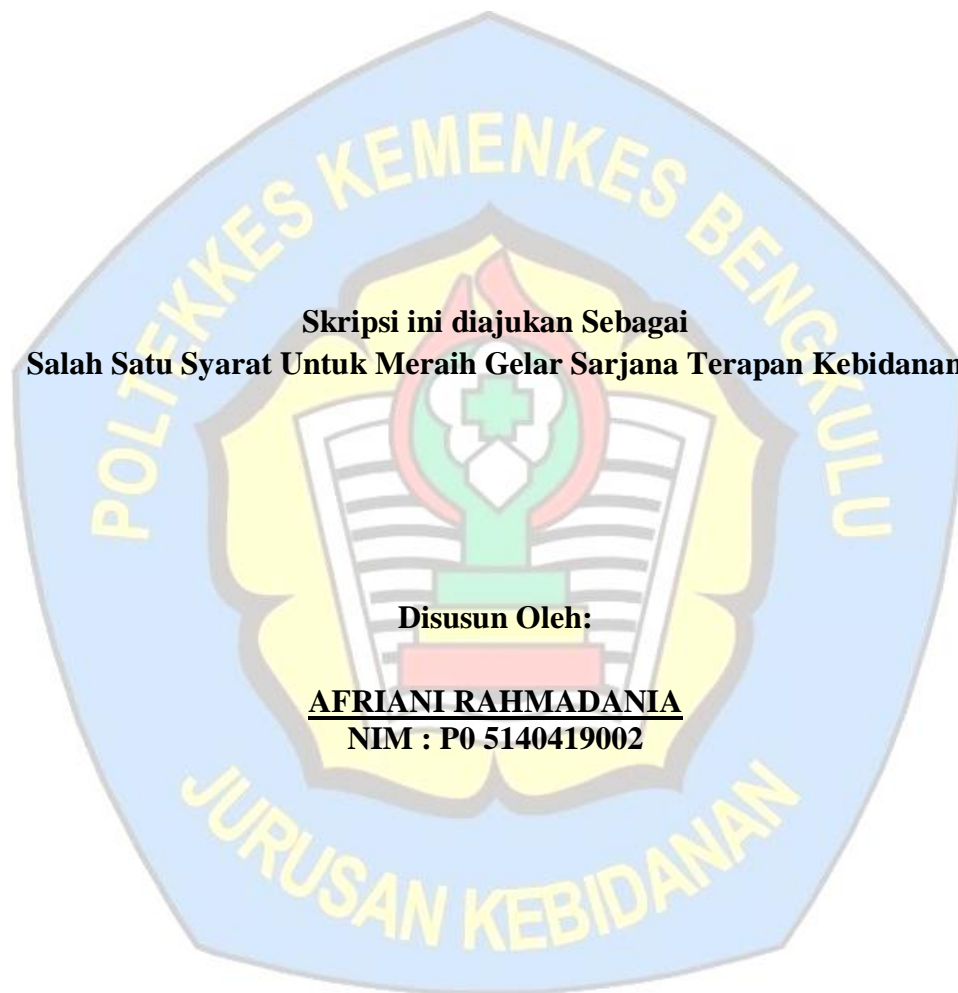 POLTEKKES KEMENKES BENGKULU
Skripsi ini diajukan Sebagai
Salah Satu Syarat Untuk Meraih Gelar Sarjana Terapan Kebidanan
Disusun Oleh:
AFRIANI RAHMADANIA
NIM : P0 5140419002
JURUSAN KEBIDANAN